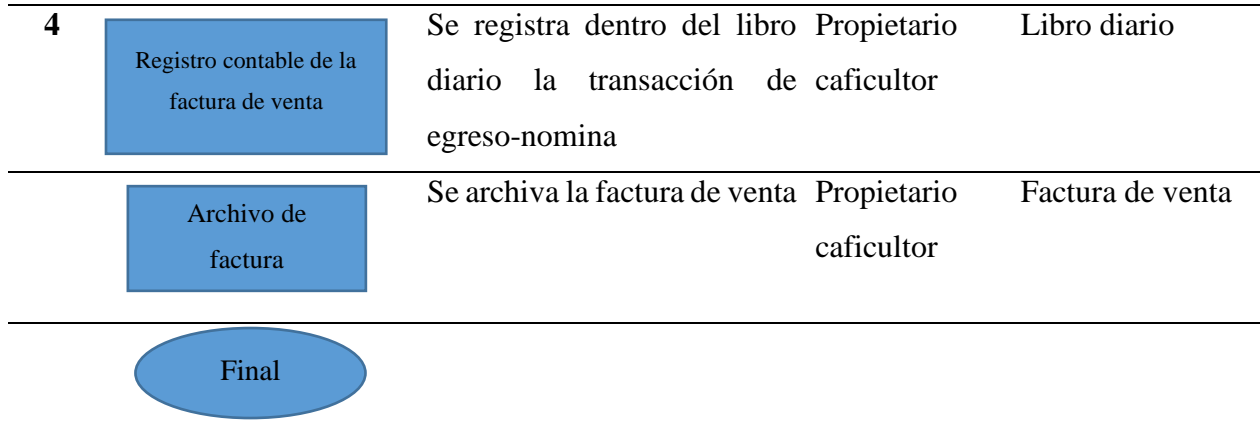 4
Registro contable de la
factura de venta
Se registra dentro del libro
diario la transacción de
egreso-nomina
Propietario
caficultor
Libro diario
Archivo de
factura
Se archiva la factura de venta
Propietario
caficultor
Factura de venta
Final